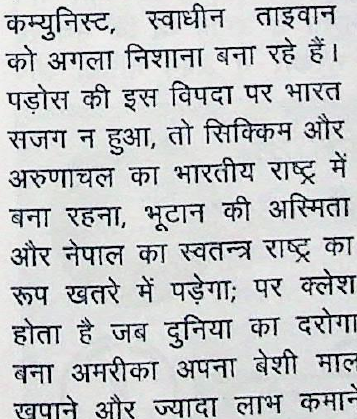 कम्युनिस्ट, स्वाधीन ताइवान
को अगला निशाना बना रहे हैं।
पड़ोस की इस विपदा पर भारत
सजग न हुआ, तो सिक्किम और
अरुणाचल का भारतीय राष्ट्र में
बना रहना, भूटान की अस्मिता
और नेपाल का स्वतन्त्र राष्ट्र का
रूप खतरे में पड़ेगा; पर क्लेश
होता है जब दुनिया का दरोगा
बना अमरीका अपना बेशी माल
खपाने और ज्यादा लाभ कमाने